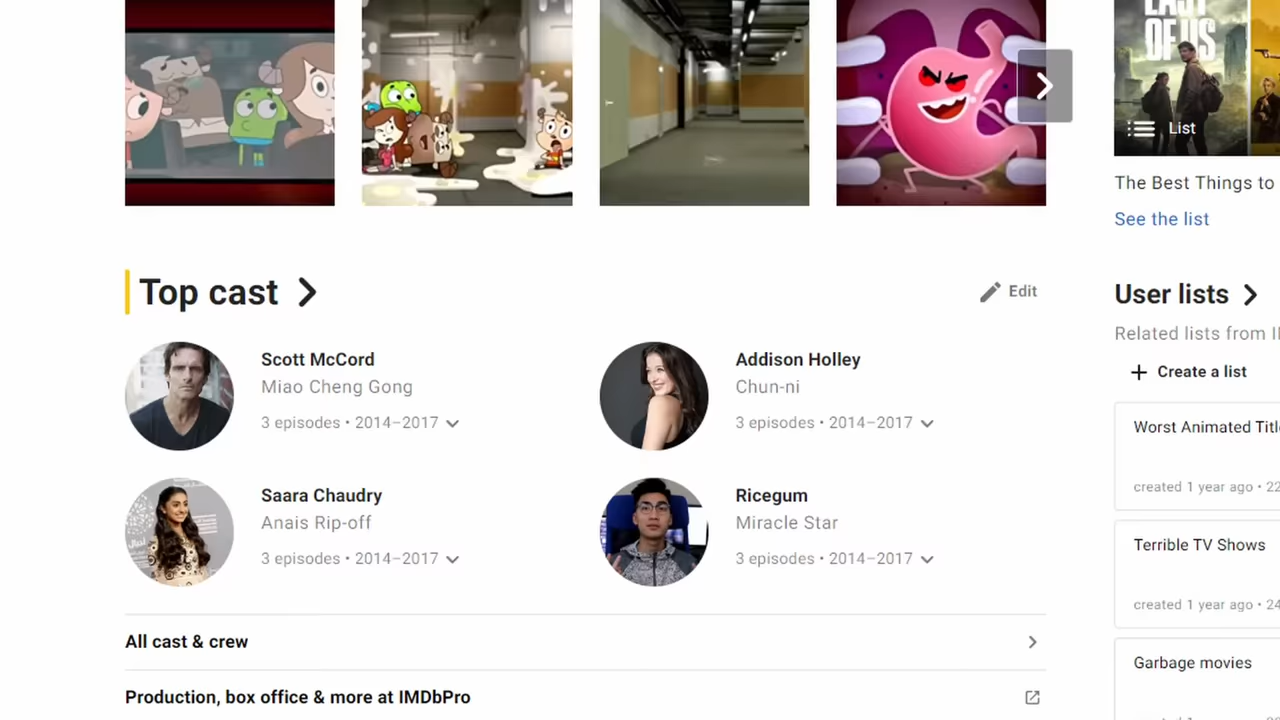 LAST
OF US
List
The Best Things to
See the list
Top cast
Edit
Scott McCord
Miao Cheng Gong
3 episodes • 2014–2017
Addison Holley
Chun-ni
3 episodes • 2014–2017
Saara Chaudry
Anais Rip-off
3 episodes • 2014–2017
Ricegum
Miracle Star
3 episodes • 2014–2017
All cast & crew
Production, box office & more at IMDbPro
User lists
Related lists from
Create a list
Worst Animated
created 1 year ago • 22
Terrible TV Shows
created 1 year ago • 24
Garbage movies